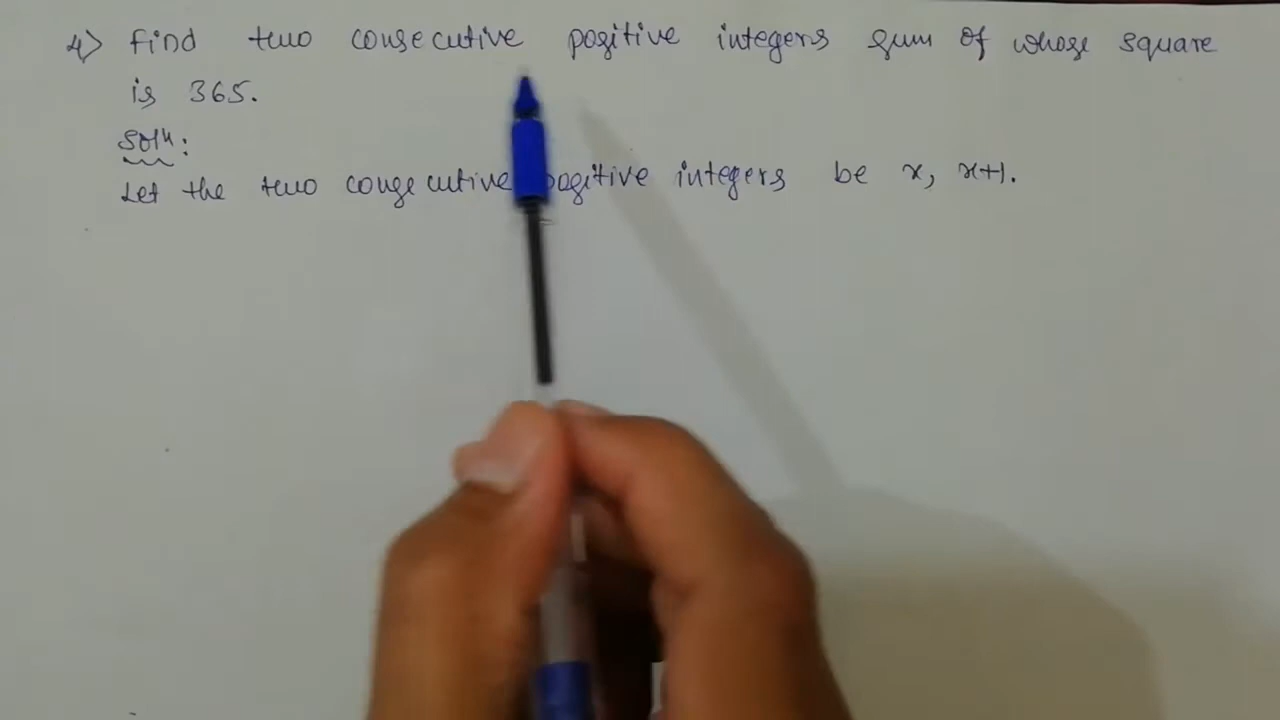 4) Find two consecutive positive integers sum of whose square
is 365.
Soln:
Let the two consecutive positive integers be x, x+1.